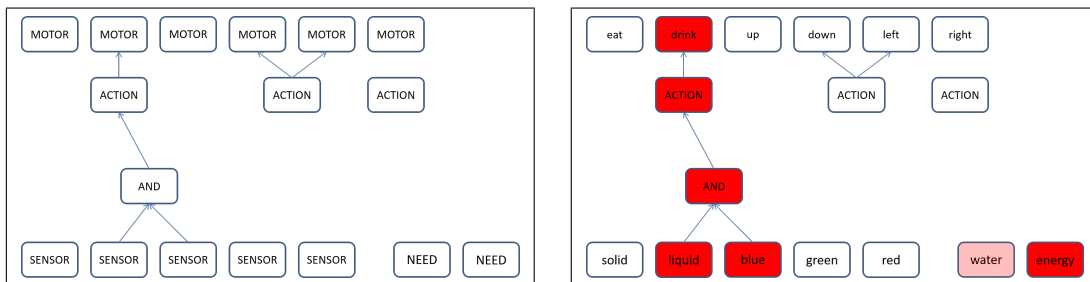 MOTOR MOTOR MOTOR MOTOR MOTOR MOTOR
ACTION ACTION ACTION
AND
SENSOR SENSOR SENSOR SENSOR SENSOR NEED NEED
eat drink up down left right
ACTION ACTION ACTION
AND
solid liquid blue green red water energy